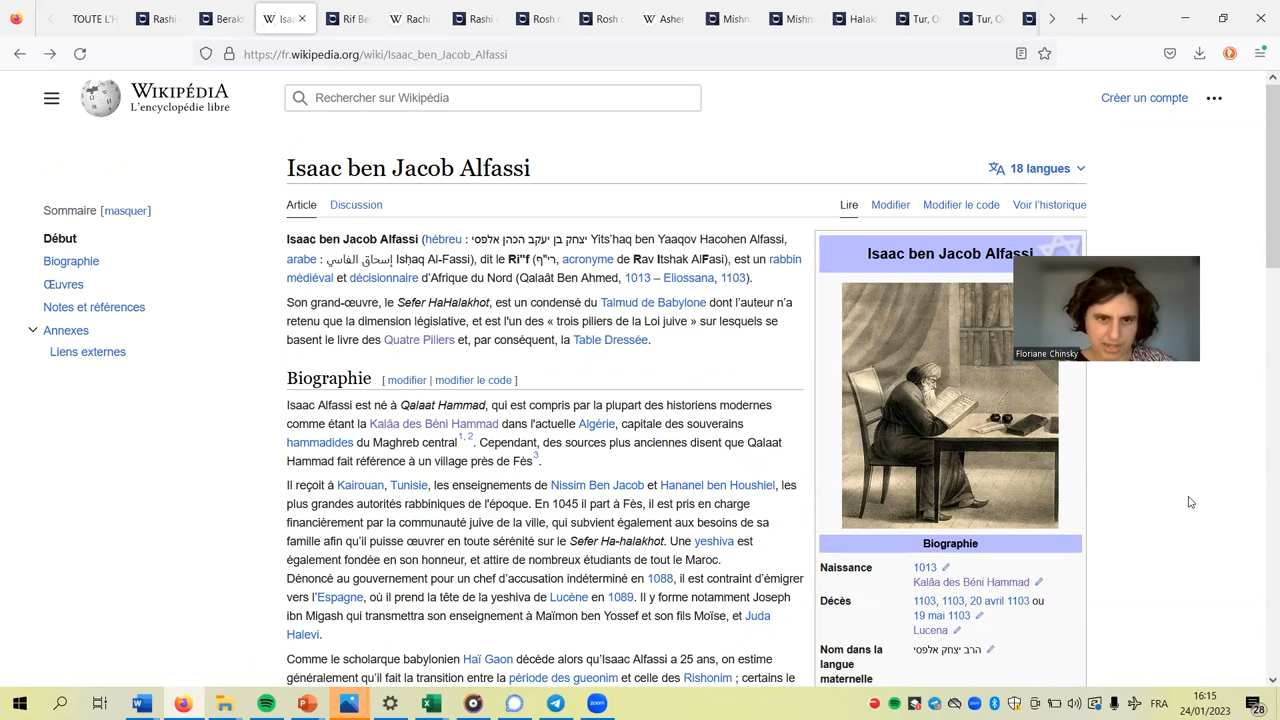 TOUTE L'H
Rashi
Berak
Isaa
Rif Be
Rachi
Rashi
Rosh o
Rosh
Asher
Mishn
Mishn
Halak
Tur, O
Tur, O
https://fr.wikipedia.org/wiki/Isaac_ben_Jacob_Alfassi
WIKIPÉDIA
L'encyclopédie libre
Rechercher sur Wikipédia
Créer un compte
Isaac ben Jacob Alfassi
18 langues
Sommaire [masquer]
Début
Biographie
Œuvres
Notes et références
Annexes
Liens externes
Article Discussion
Lire Modifier Modifier le code Voir l'historique
Isaac ben Jacob Alfassi (hébreu : יצחק בן יעקב הכהן אלפסי Yits'haq ben Yaaqov Hacohen Alfassi,
arabe : إسحاق الفاسي Isḥaq Al-Fassi), dit le Ri"f (רי"ף, acronyme de Rav Itshak AlFasi), est un rabbin
médiéval et décisionnaire d'Afrique du Nord (Qalaât Ben Ahmed, 1013 – Eliossana, 1103).
Son grand-œuvre, le Sefer HaHalakhot, est un condensé du Talmud de Babylone dont l'auteur n'a
retenu que la dimension législative, et est l'un des « trois piliers de la Loi juive » sur lesquels se
basent le livre des Quatre Piliers et, par conséquent, la Table Dressée.
Biographie [ modifier | modifier le code ]
Isaac Alfassi est né à Qalaat Hammad, qui est compris par la plupart des historiens modernes
comme étant la Kalâa des Béni Hammad dans l'actuelle Algérie, capitale des souverains
hammadides du Maghreb central1, 2. Cependant, des sources plus anciennes disent que Qalaat
Hammad fait référence à un village près de Fès3.
Il reçoit à Kairouan, Tunisie, les enseignements de Nissim Ben Jacob et Hananel ben Houshiel, les
plus grandes autorités rabbiniques de l'époque. En 1045 il part à Fès, il est pris en charge
financièrement par la communauté juive de la ville, qui subvient également aux besoins de sa
famille afin qu'il puisse œuvrer en toute sérénité sur le Sefer Ha-halakhot. Une yeshiva est
également fondée en son honneur, et attire de nombreux étudiants de tout le Maroc.
Dénoncé au gouvernement pour un chef d'accusation indéterminé en 1088, il est contraint d'émigrer
vers l'Espagne, où il prend la tête de la yeshiva de Lucène en 1089. Il y forme notamment Joseph
ibn Migash qui transmettra son enseignement à Maïmon ben Yossef et son fils Moïse, et Juda
Halevi.
Comme le scholarque babylonien Haï Gaon décède alors qu'Isaac Alfassi a 25 ans, on estime
généralement qu'il fait la transition entre la période des gueonim et celle des Rishonim ; certains le
Isaac ben Jacob Alfassi
Floriane Chinsky
Biographie
Naissance 1013
Kalâa des Béni Hammad
Décès 1103, 1103, 20 avril 1103 ou
19 mai 1103
Lucena
Nom dans la
langue
maternelle
הרב יצחק אלפסי
zoom
zoom
FRA
16:15
24/01/2023
28